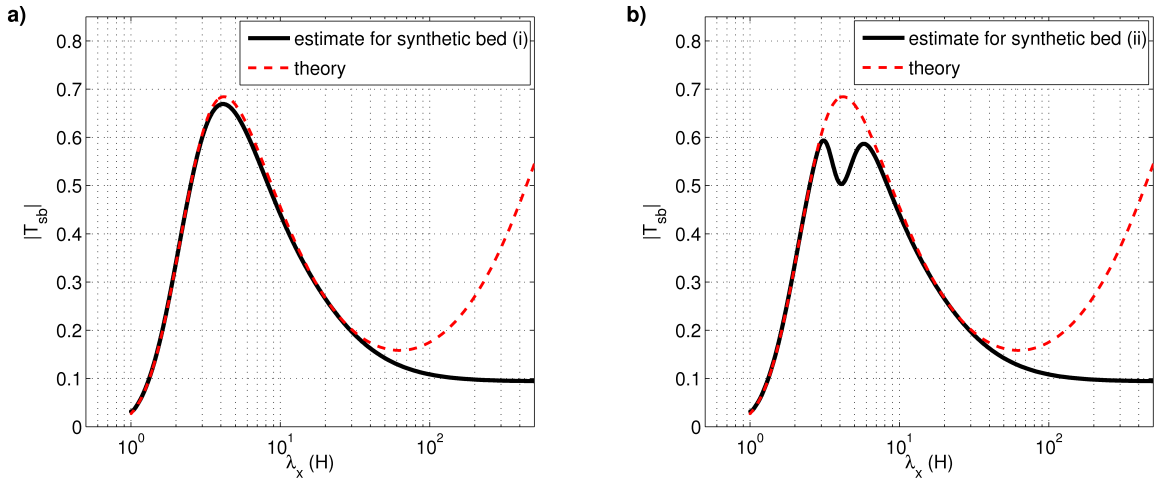 a)
0.8
0.7
0.6
0.5
0.4
0.3
0.2
0.1
0
|T_sb|
estimate for synthetic bed (i)
theory
10^0
10^1
10^2
λ_x (H)
b)
0.8
0.7
0.6
0.5
0.4
0.3
0.2
0.1
0
|T_sb|
estimate for synthetic bed (ii)
theory
10^0
10^1
10^2
λ_x (H)